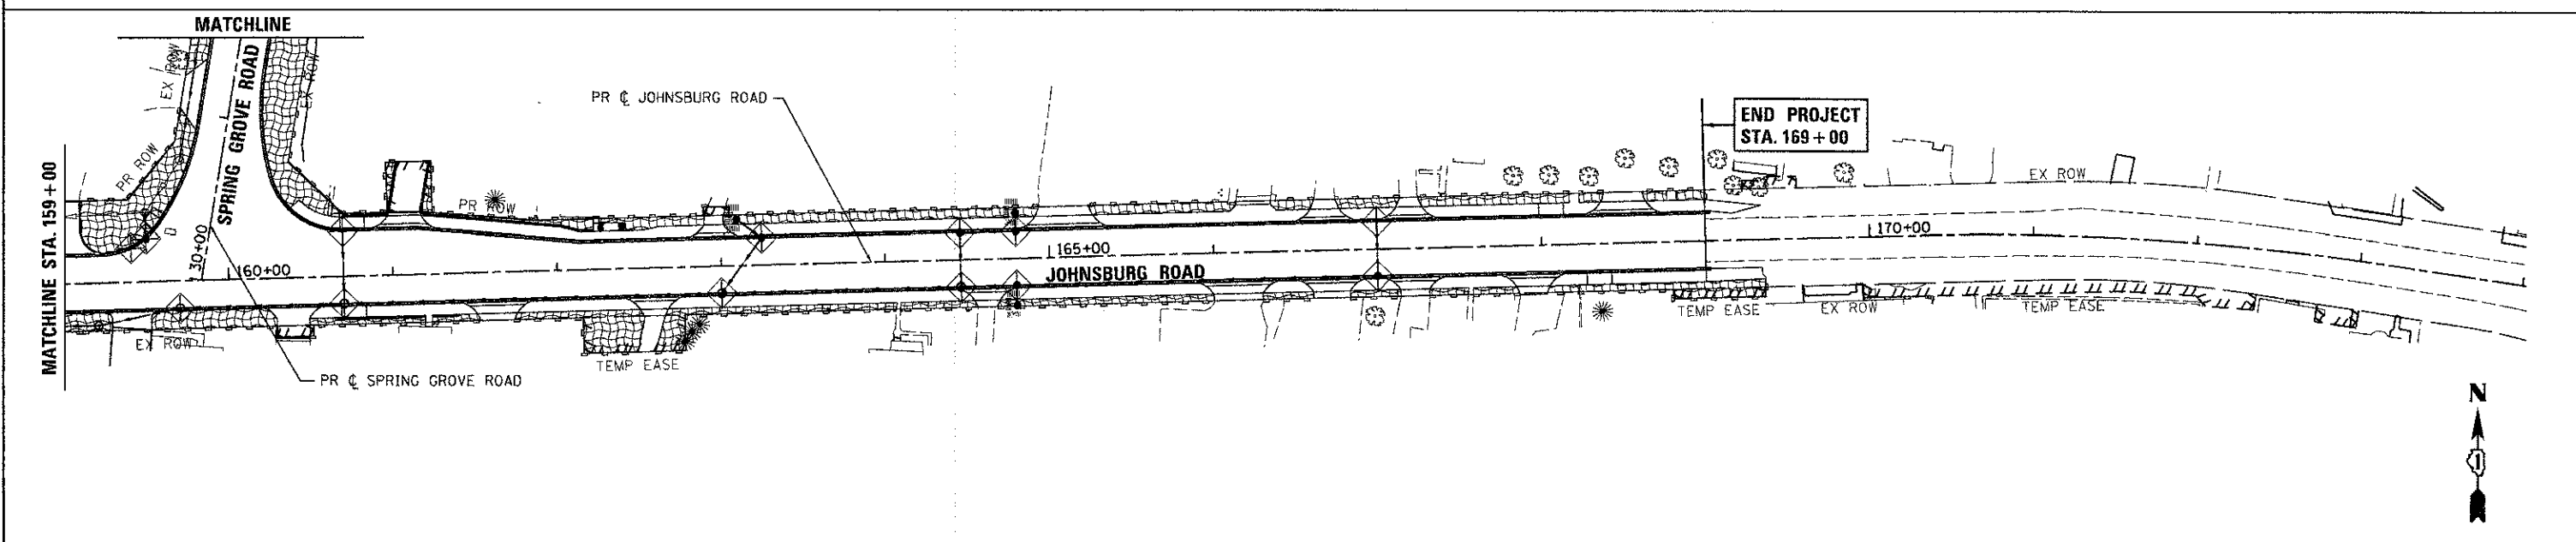 MATCHLINE
EX ROW
EX ROW
SPRING GROVE ROAD
PR ℄ JOHNSBURG ROAD
END PROJECT
STA. 169+00
PR ROW
MATCHLINE STA. 159+00
PR ROW
EX ROW
30+00
160+00
165+00
170+00
JOHNSBURG ROAD
EX ROW
TEMP EASE
TEMP EASE
EX ROW
TEMP EASE
PR ℄ SPRING GROVE ROAD
N